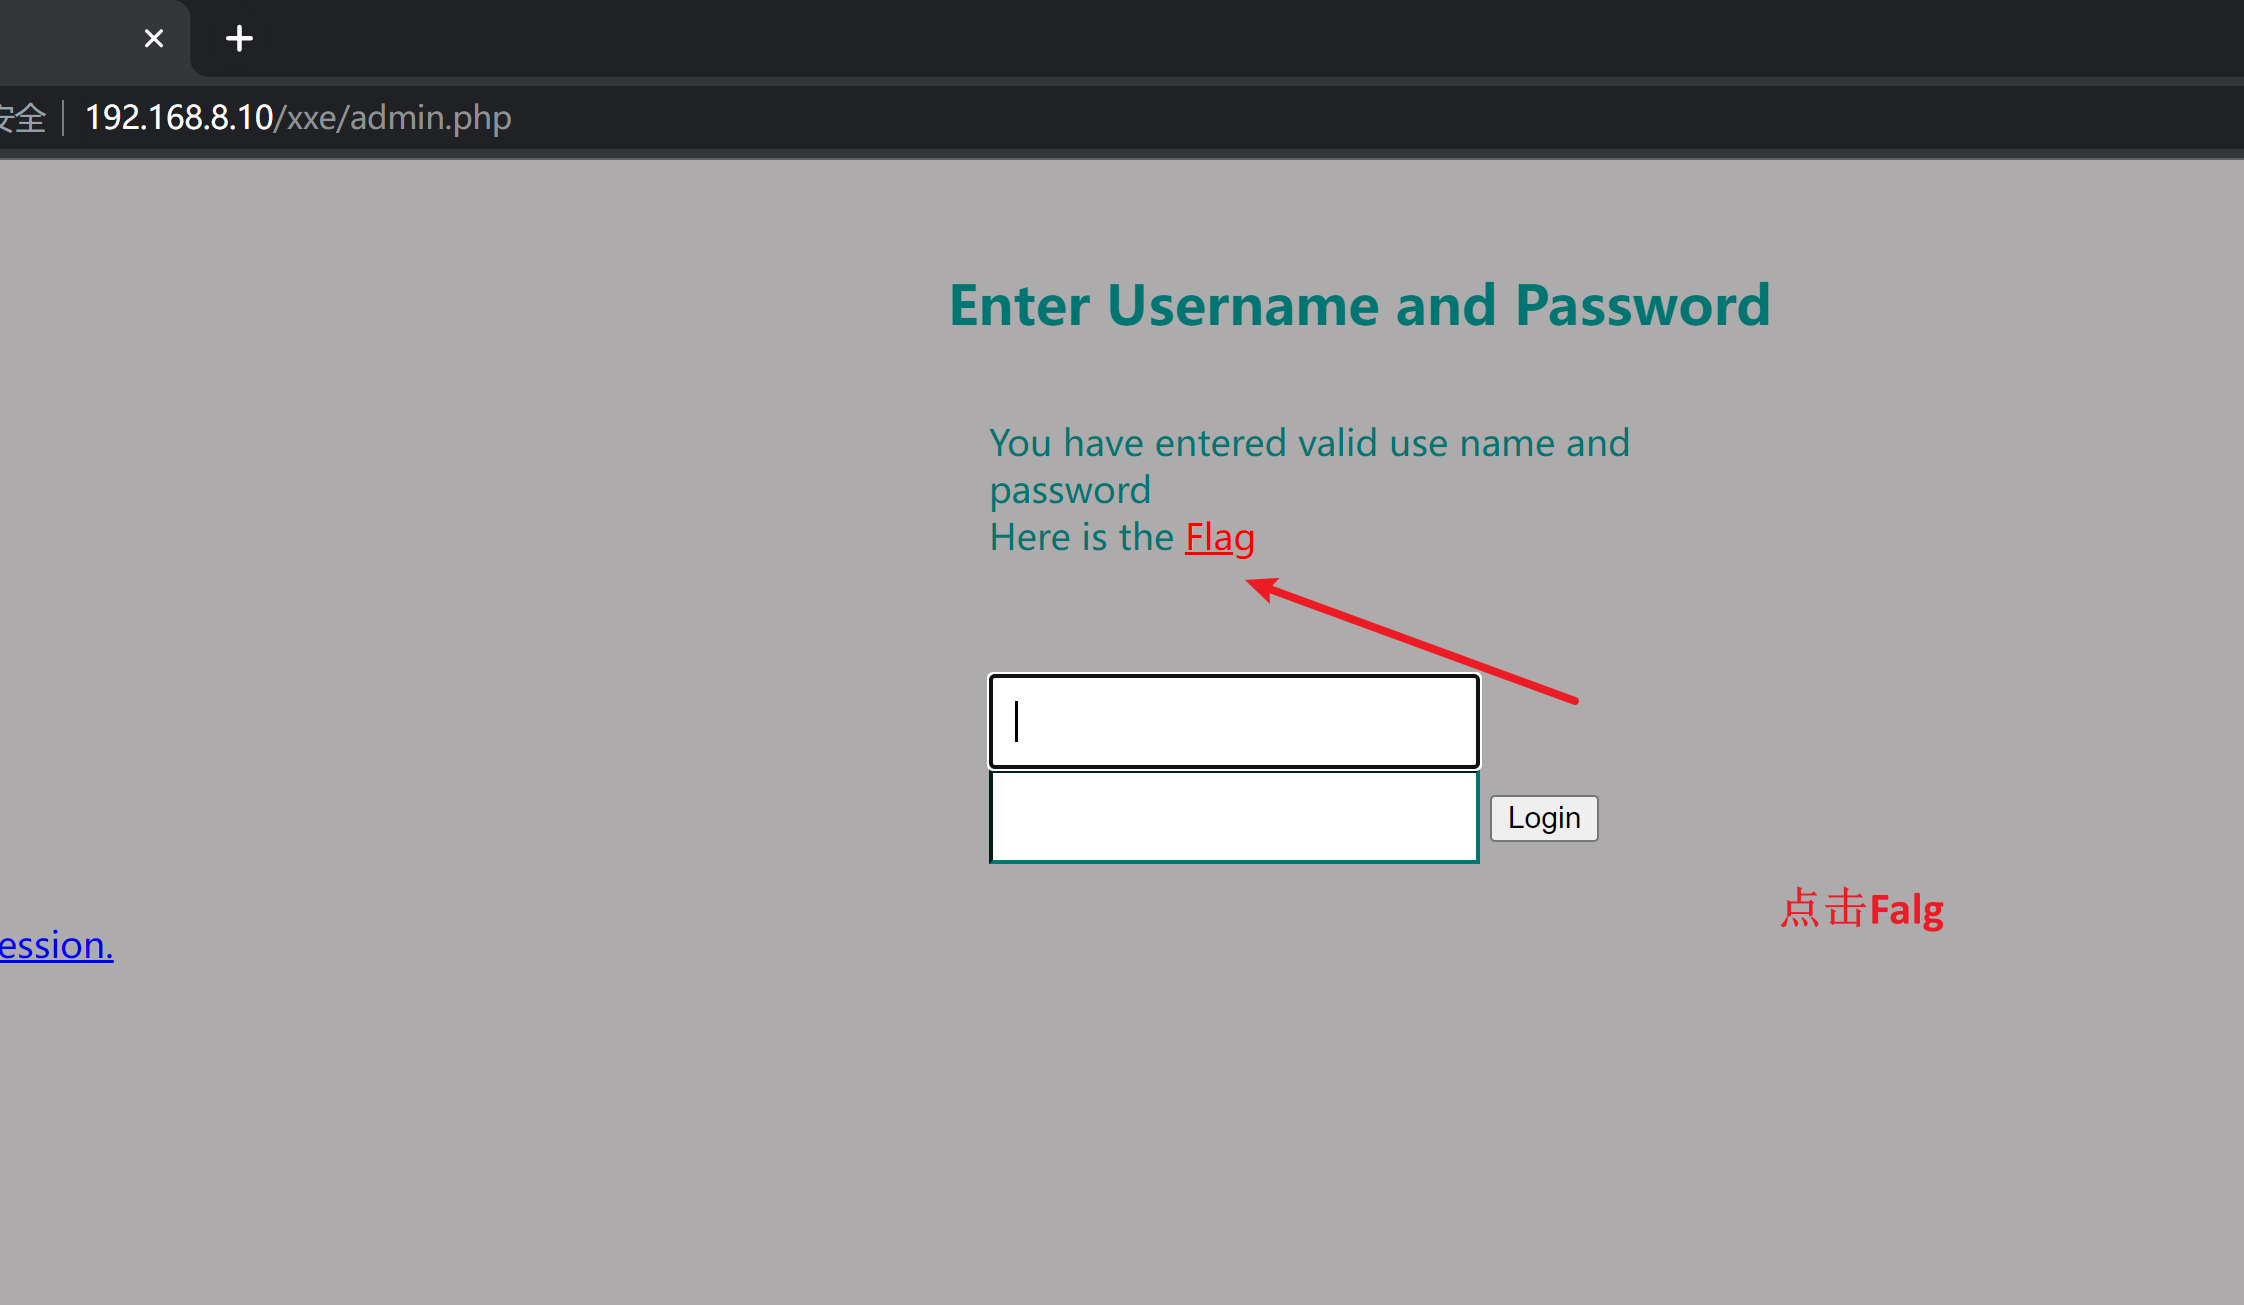 安全 192.168.8.10/xxe/admin.php
Enter Username and Password
You have entered valid use name and
password
Here is the Flag
Login
点击Falg
ession.